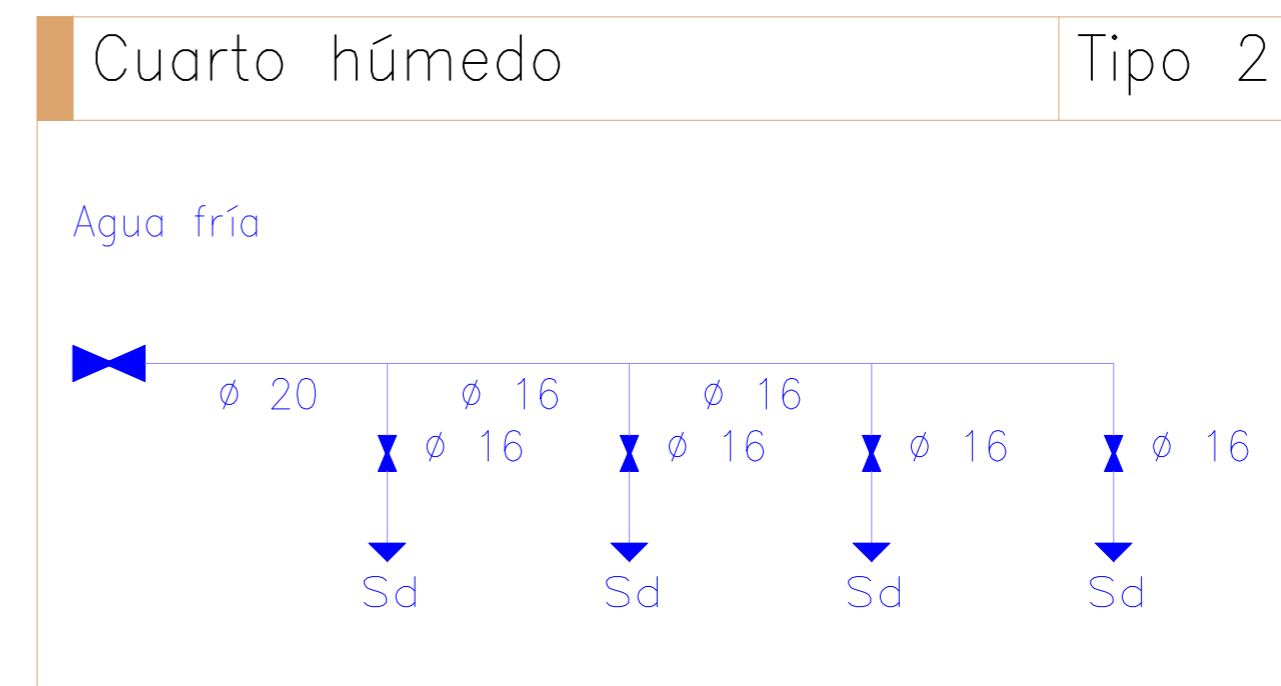 Cuarto húmedo Tipo 2
Agua fría
ø 20 ø 16 ø 16
ø 16 ø 16 ø 16 ø 16
Sd Sd Sd Sd